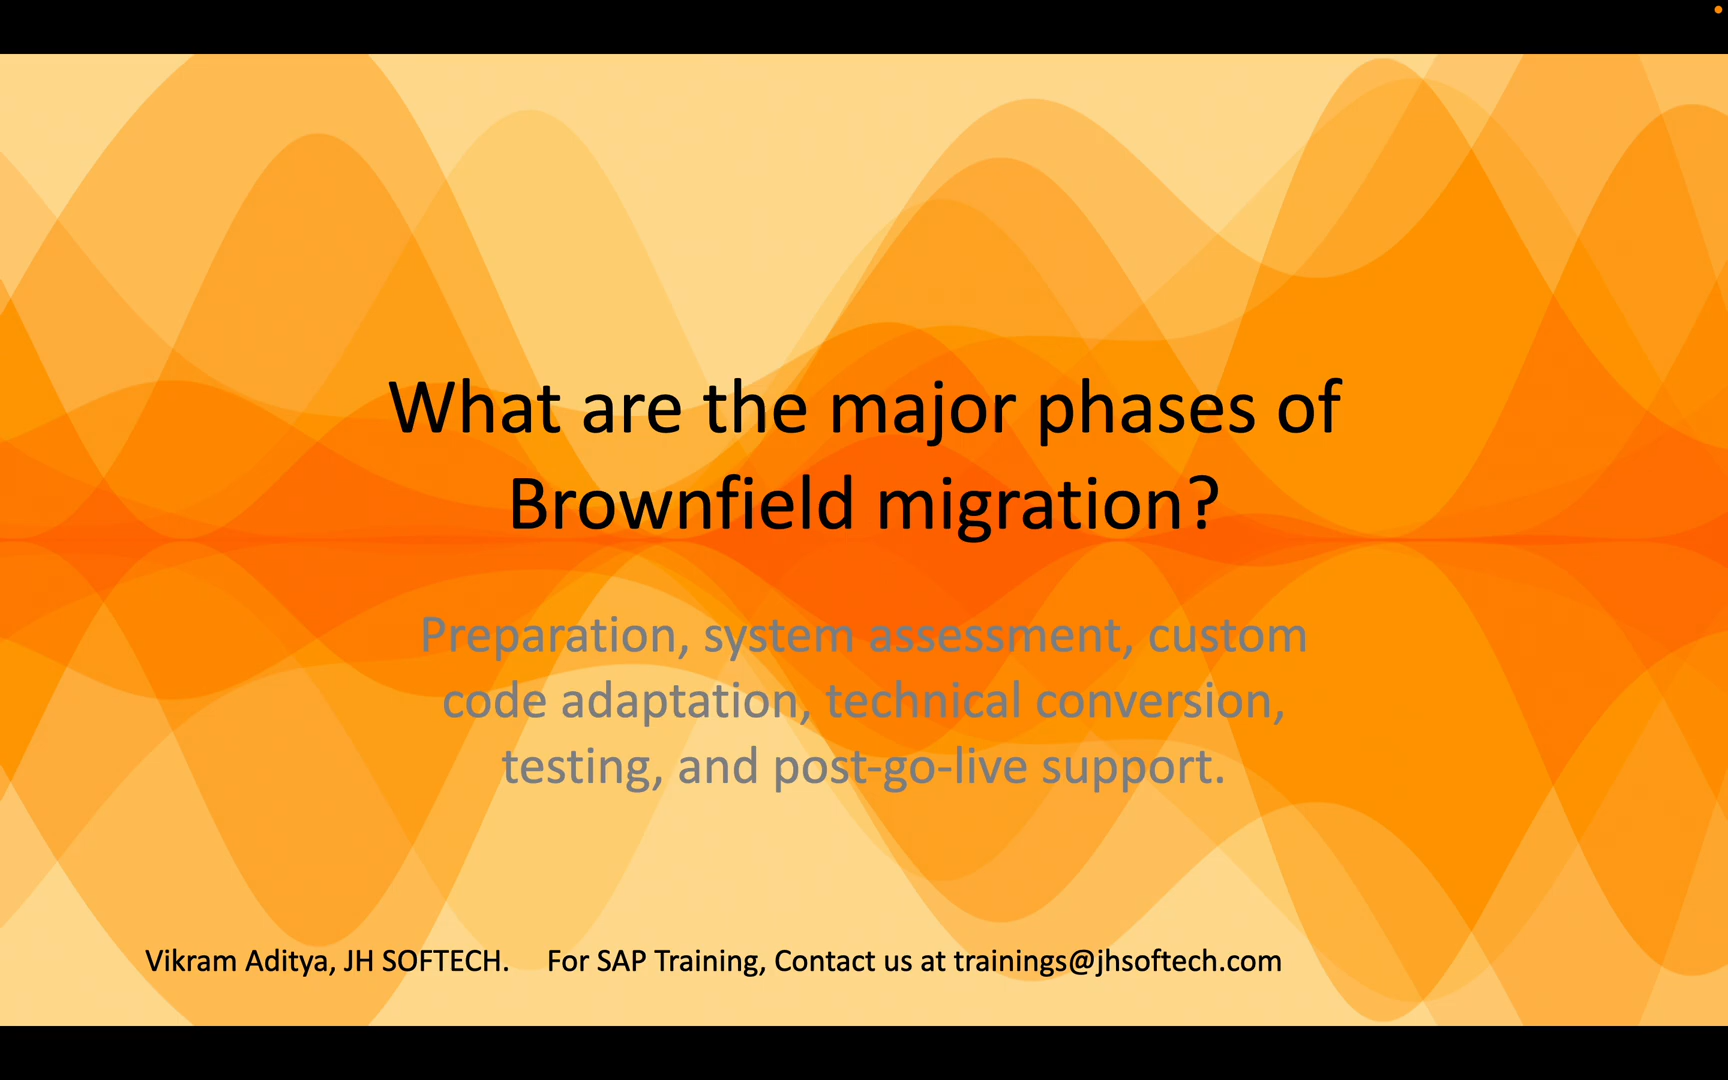 What are the major phases of
Brownfield migration?
Preparation, system assessment, custom
code adaptation, technical conversion,
testing, and post-go-live support.
Vikram Aditya, JH SOFTECH. For SAP Training, Contact us at trainings@jhsoftech.com